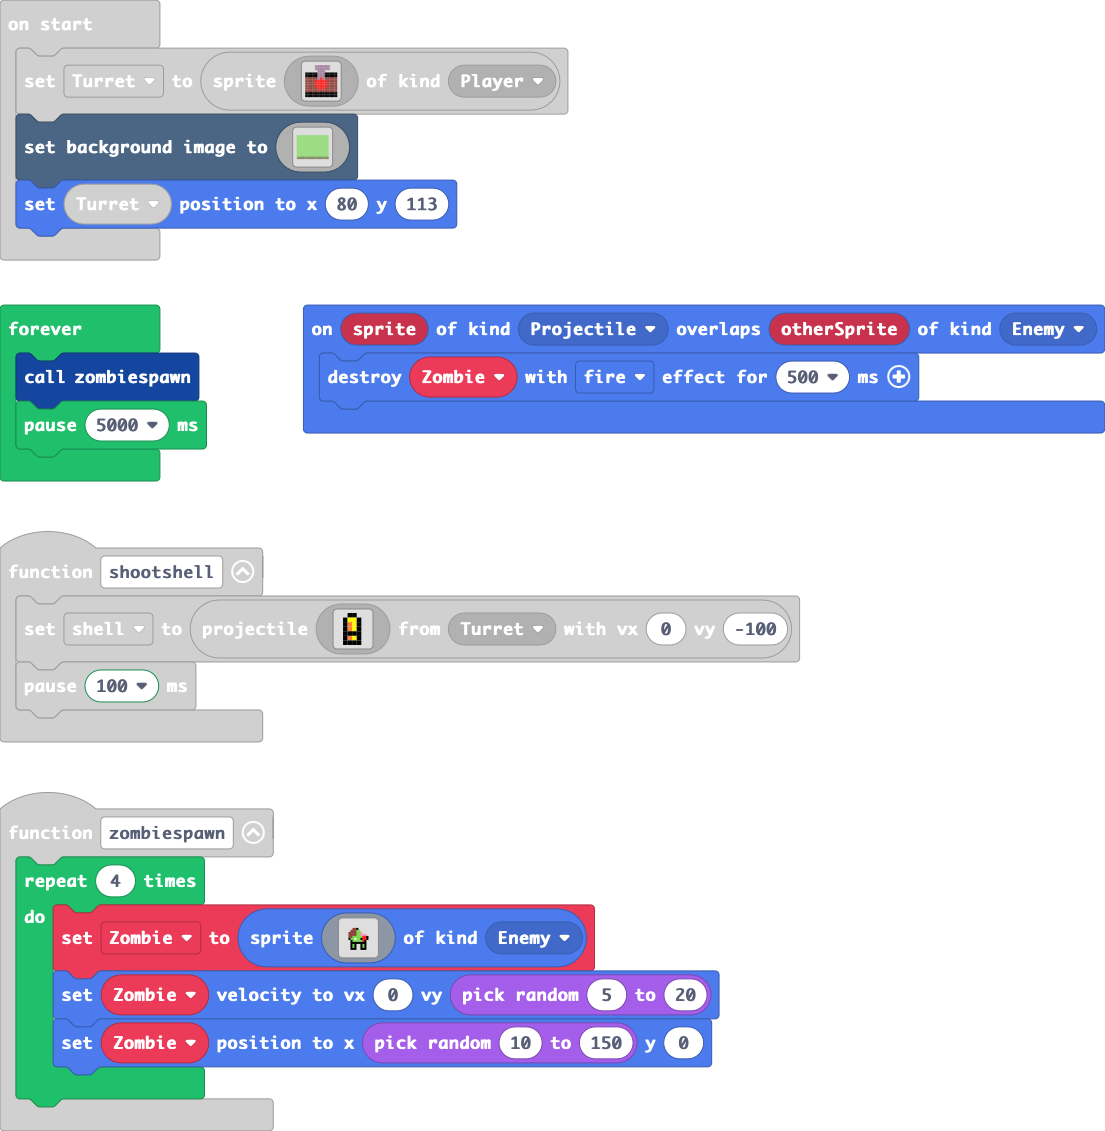 on start
set Turret to sprite of kind Player
set background image to
set Turret position to x 80 y 113
forever
call zombiespawn
pause 5000 ms
on sprite of kind Projectile overlaps otherSprite of kind Enemy
destroy Zombie with fire effect for 500 ms
function shootshell
set shell to projectile from Turret with vx 0 vy -100
pause 100 ms
function zombiespawn
repeat 4 times
do
set Zombie to sprite of kind Enemy
set Zombie velocity to vx 0 vy pick random 5 to 20
set Zombie position to x pick random 10 to 150 y 0